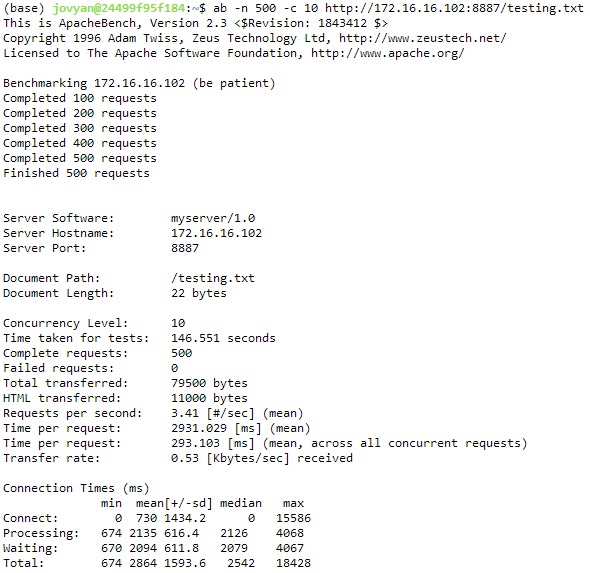 (base) jovyan@24499f95f184:~$ ab -n 500 -c 10 http://172.16.16.102:8887/testing.txt
This is ApacheBench, Version 2.3 <$Revision: 1843412 $>
Copyright 1996 Adam Twiss, Zeus Technology Ltd, http://www.zeustech.net/
Licensed to The Apache Software Foundation, http://www.apache.org/

Benchmarking 172.16.16.102 (be patient)
Completed 100 requests
Completed 200 requests
Completed 300 requests
Completed 400 requests
Completed 500 requests
Finished 500 requests


Server Software:        myserver/1.0
Server Hostname:        172.16.16.102
Server Port:            8887

Document Path:          /testing.txt
Document Length:        22 bytes

Concurrency Level:      10
Time taken for tests:   146.551 seconds
Complete requests:      500
Failed requests:        0
Total transferred:      79500 bytes
HTML transferred:       11000 bytes
Requests per second:    3.41 [#/sec] (mean)
Time per request:       2931.029 [ms] (mean)
Time per request:       293.103 [ms] (mean, across all concurrent requests)
Transfer rate:          0.53 [Kbytes/sec] received

Connection Times (ms)
              min  mean[+/-sd] median   max
Connect:        0  730 1434.2      0   15586
Processing:   674 2135 616.4   2126    4068
Waiting:      670 2094 611.8   2079    4067
Total:        674 2864 1593.6   2542   18428